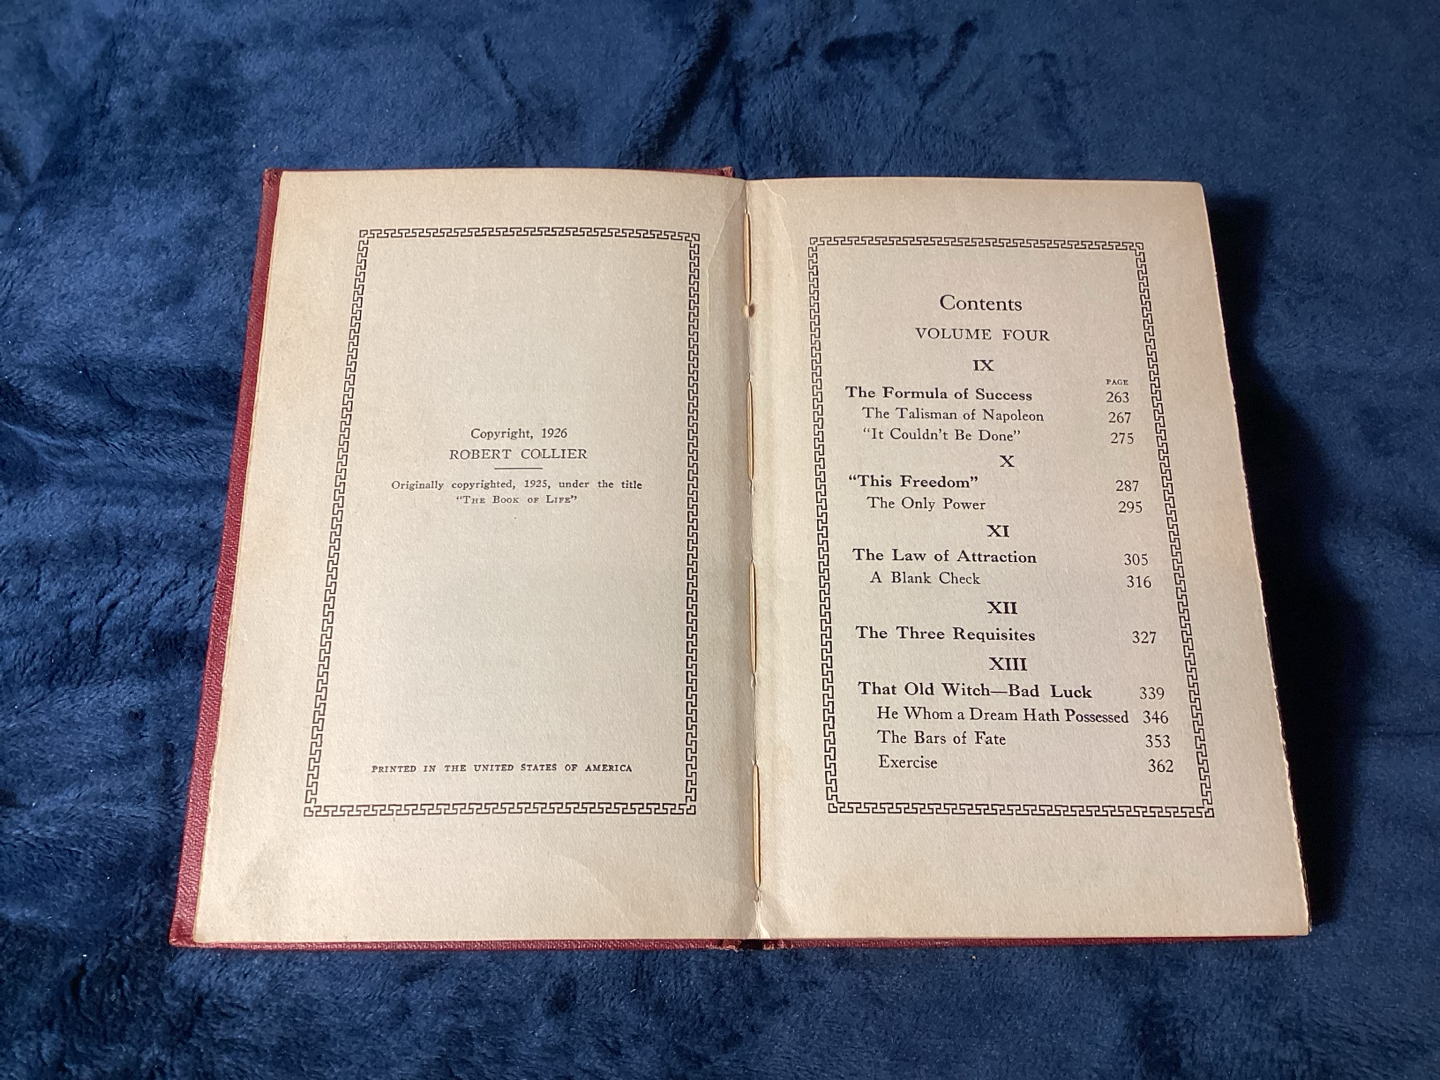 Copyright, 1926
ROBERT COLLIER
Originally copyrighted, 1925, under the title
"THE BOOK OF LIFE"
PRINTED IN THE UNITED STATES OF AMERICA
Contents
VOLUME FOUR
IX
PAGE
The Formula of Success 263
The Talisman of Napoleon 267
"It Couldn't Be Done" 275
X
"This Freedom" 287
The Only Power 295
XI
The Law of Attraction 305
A Blank Check 316
XII
The Three Requisites 327
XIII
That Old Witch—Bad Luck 339
He Whom a Dream Hath Possessed 346
The Bars of Fate 353
Exercise 362